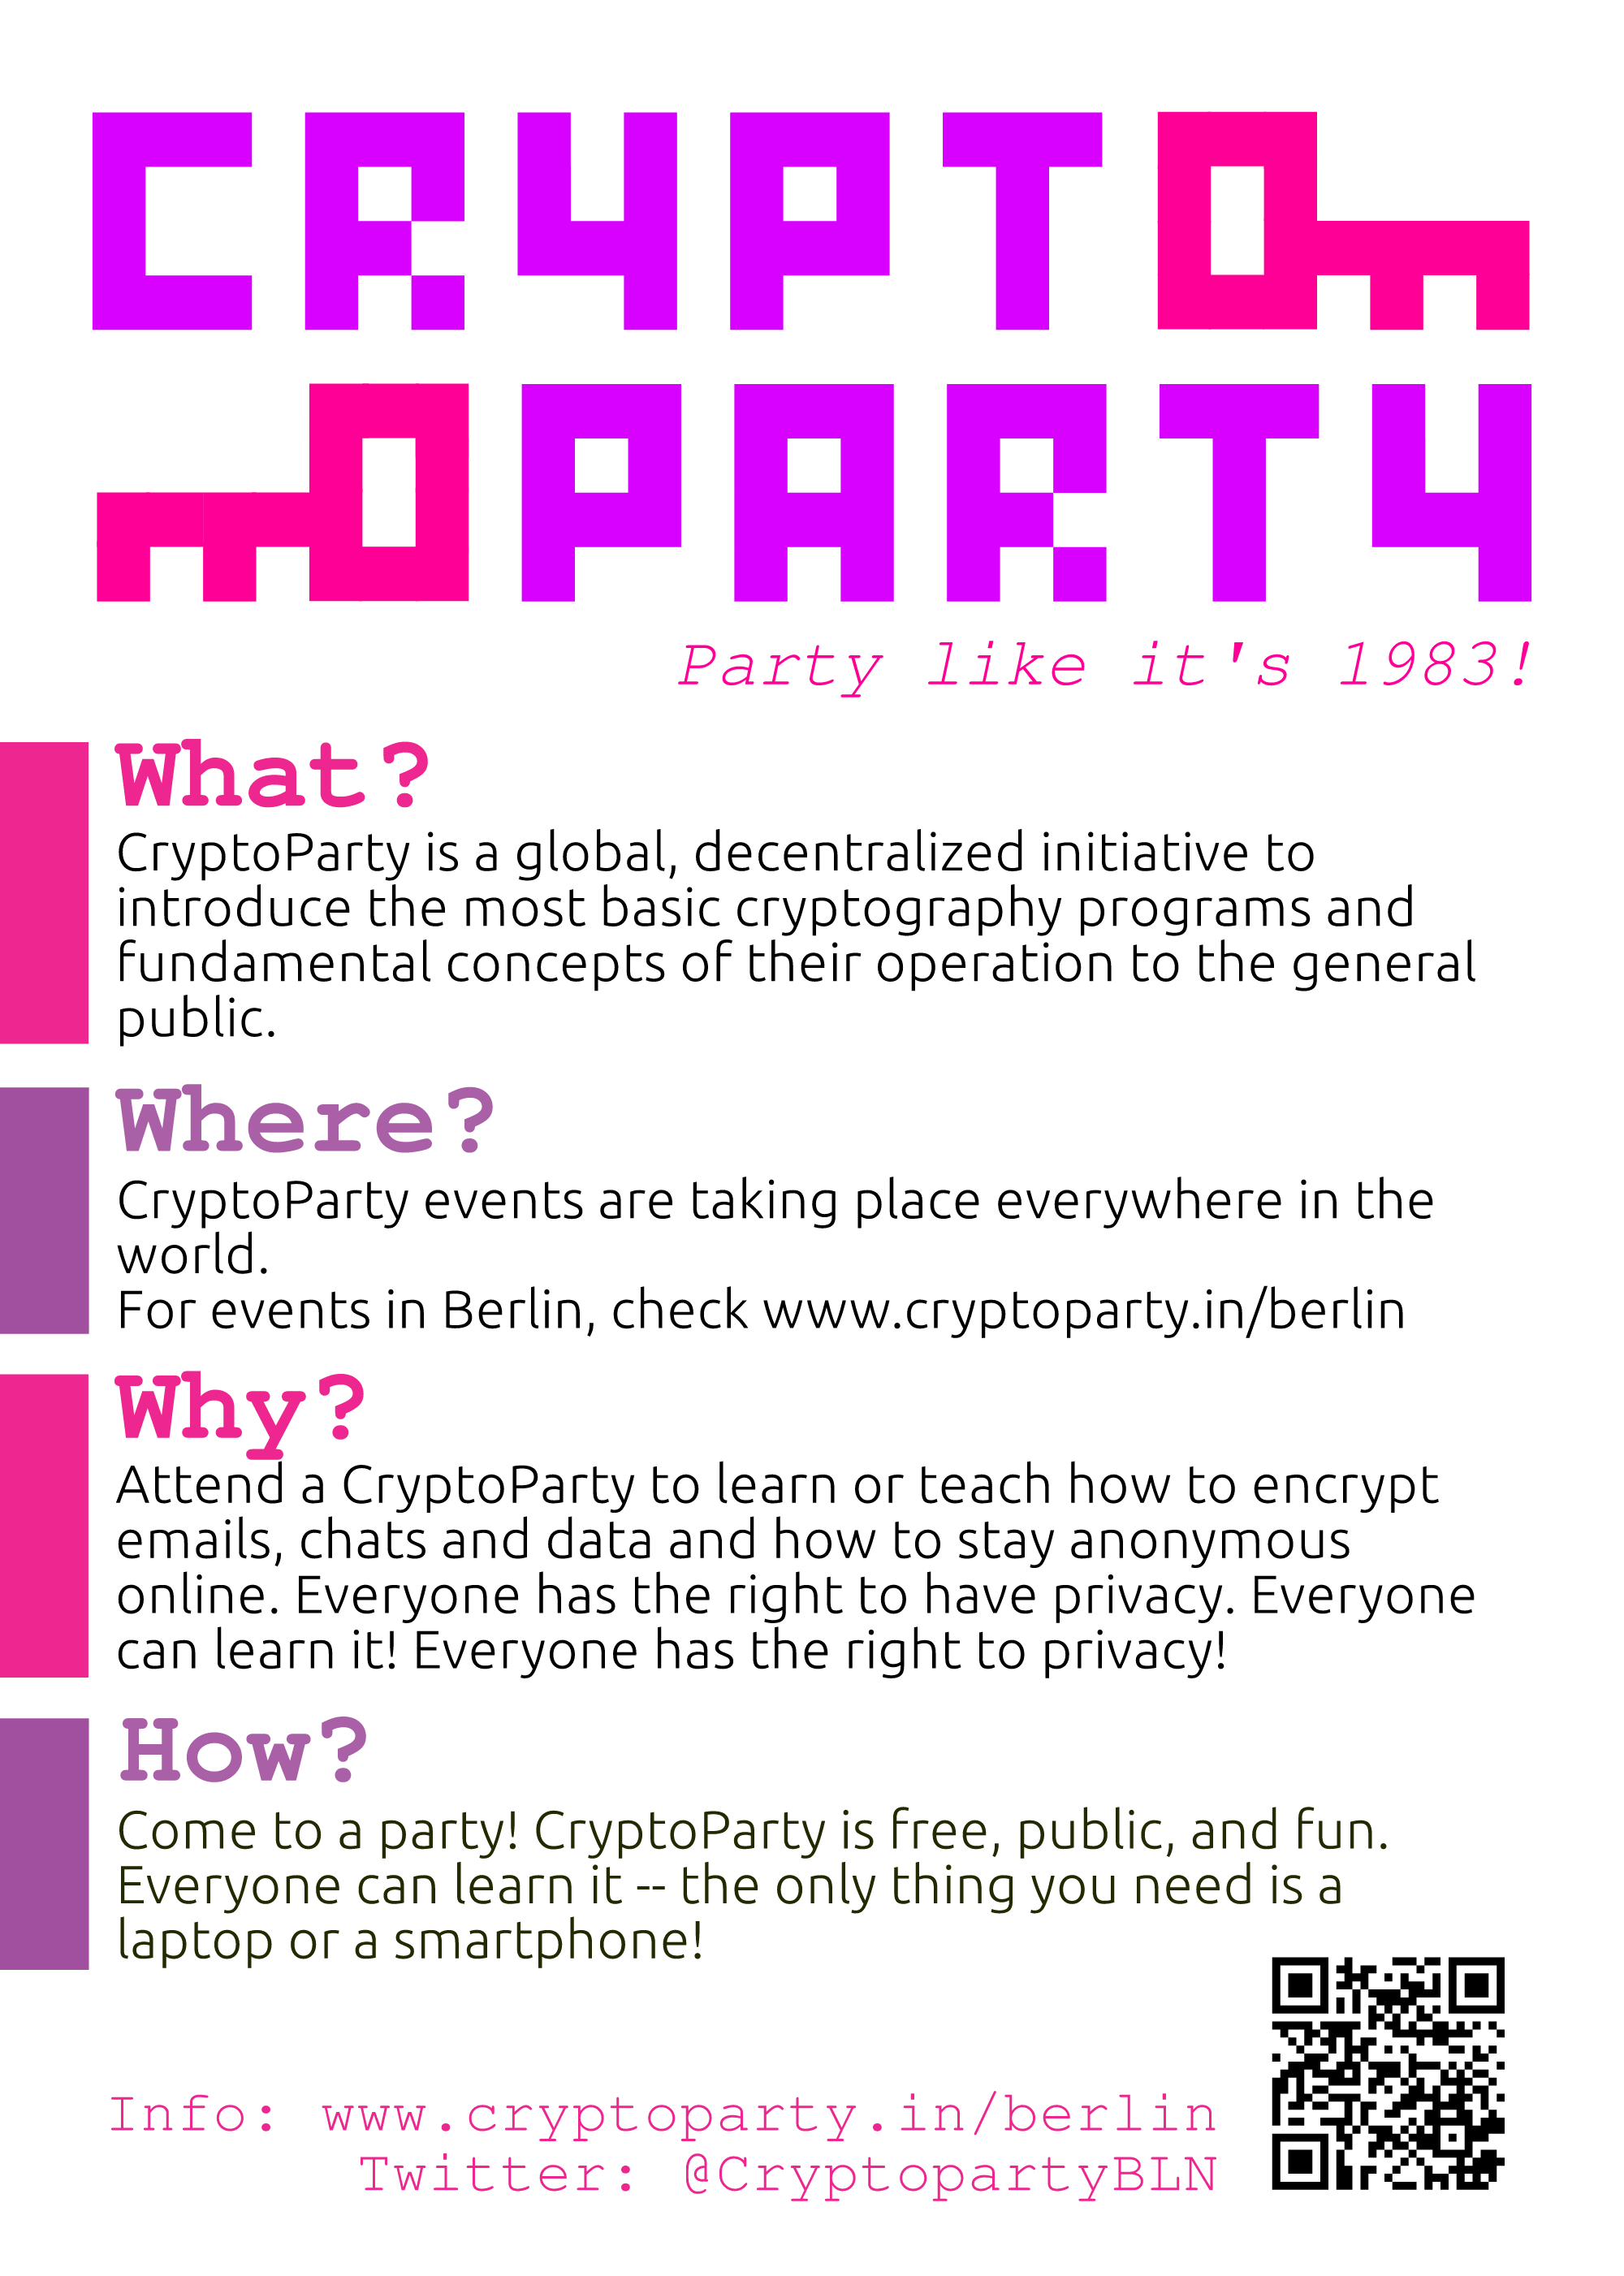 CRYPTO
PARTY
Party like it's 1983!
What?
CryptoParty is a global, decentralized initiative to
introduce the most basic cryptography programs and
fundamental concepts of their operation to the general
public.
Where?
CryptoParty events are taking place everywhere in the
world.
For events in Berlin, check www.cryptoparty.in/berlin
Why?
Attend a CryptoParty to learn or teach how to encrypt
emails, chats and data and how to stay anonymous
online. Everyone has the right to have privacy. Everyone
can learn it! Everyone has the right to privacy!
How?
Come to a party! CryptoParty is free, public, and fun.
Everyone can learn it -- the only thing you need is a
laptop or a smartphone!
Info: www.cryptoparty.in/berlin
Twitter: @CryptopartyBLN